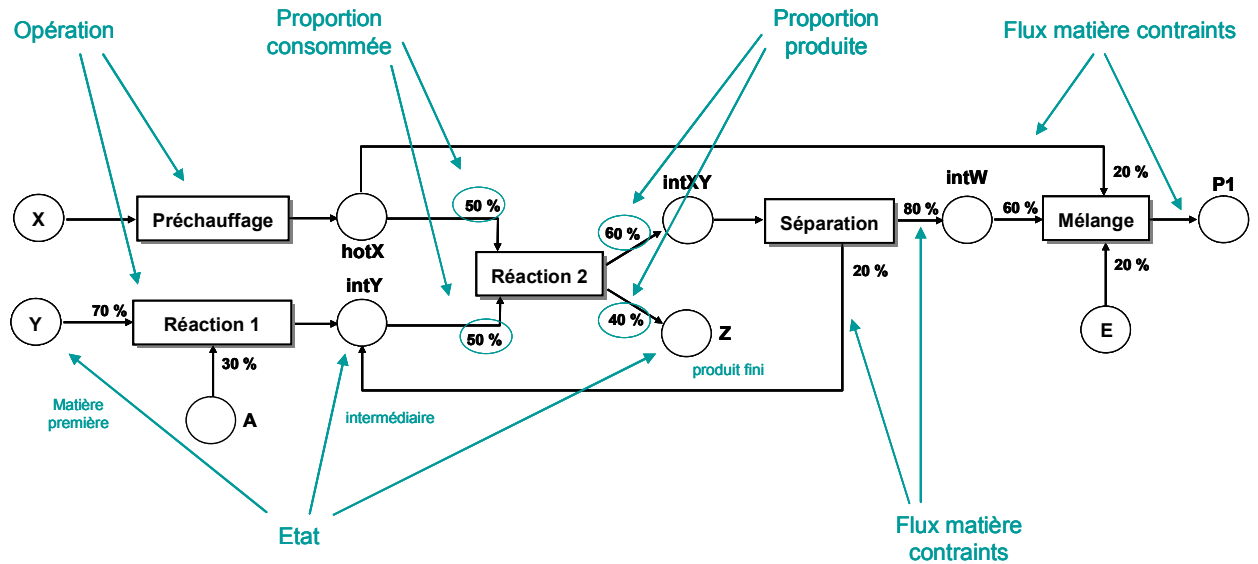 Opération
Proportion
consommée
Proportion
produite
Flux matière contraints
X
Préchauffage
hotX
50 %
intXY
60 %
Séparation
80 %
20 %
intW
60 %
20 %
Mélange
20 %
P1
Réaction 2
Y
70 %
Réaction 1
30 %
A
intY
50 %
40 %
Z
produit fini
E
Matière
première
intermédiaire
Etat
Flux matière
contraints